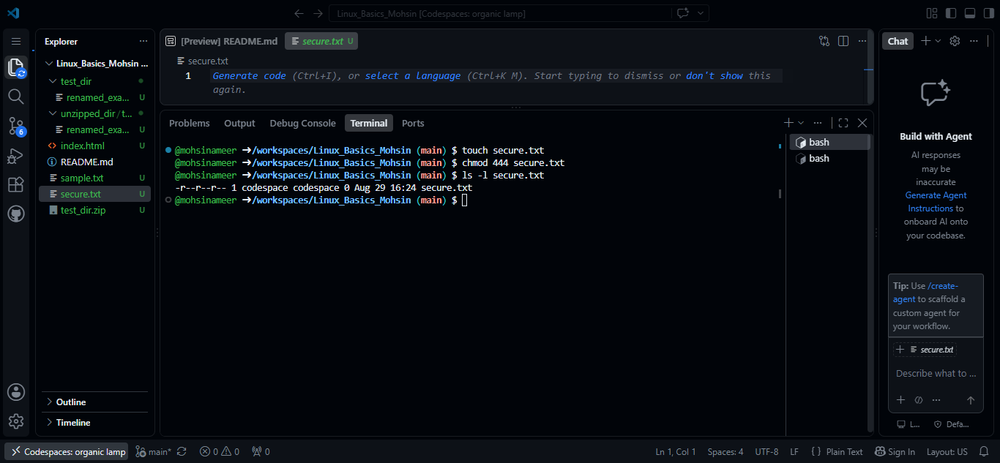 Linux_Basics_Mohsin [Codespaces: organic lamp]
Explorer
Linux_Basics_Mohsin ...
test_dir
renamed_exa... U
unzipped_dir/t...
renamed_exa... U
index.html U
README.md
sample.txt U
secure.txt U
test_dir.zip U
Outline
Timeline
6
[Preview] README.md
secure.txt U
secure.txt
1 Generate code (Ctrl+I), or select a language (Ctrl+K M). Start typing to dismiss or don't show this
again.
Problems Output Debug Console Terminal Ports
@mohsinameer ➜/workspaces/Linux_Basics_Mohsin (main) $ touch secure.txt
@mohsinameer ➜/workspaces/Linux_Basics_Mohsin (main) $ chmod 444 secure.txt
@mohsinameer ➜/workspaces/Linux_Basics_Mohsin (main) $ ls -l secure.txt
-r--r--r-- 1 codespace codespace 0 Aug 29 16:24 secure.txt
@mohsinameer ➜/workspaces/Linux_Basics_Mohsin (main) $
bash
bash
Chat
Build with Agent
AI responses
may be
inaccurate
Generate Agent
Instructions to
onboard AI onto
your codebase.
Tip: Use /create-
agent to scaffold a
custom agent for
your workflow.
secure.txt
Describe what to ...
L... Defa...
Codespaces: organic lamp main* 0 0 0 Ln 1, Col 1 Spaces: 4 UTF-8 LF { } Plain Text Sign In Layout: US